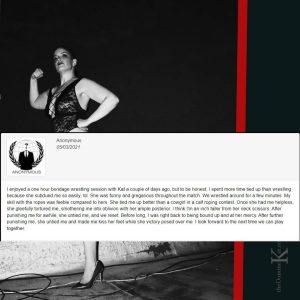 Anonymous
05/03/2021
ANONYMOUS
I enjoyed a one hour bondage wrestling session with Kat a couple of days ago, but to be honest, I spent more time tied up than wrestling
because she subdued me so easily, lol. She was funny and gregarious throughout the match. We wrestled around for a few minutes. My
skill with the ropes was feeble compared to hers. She tied me up better than a cowgirl in a calf roping contest. Once she had me helpless,
she gleefully tortured me, smothering me into oblivion with her ample posterior. I think I'm an inch taller from her neck scissors. After
punishing me for awhile, she untied me, and we reset. Before long, I was right back to being bound up and at her mercy. After further
punishing me, she untied me and made me kiss her feet while she victory posed over me. I look forward to the next time we can play
together.